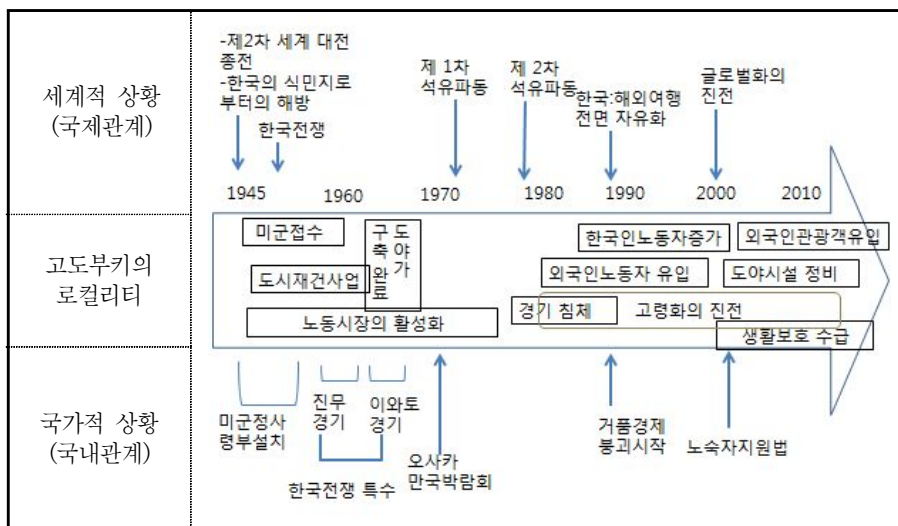 세계적 상황
(국제관계)
-제2차 세계 대전
종전
-한국의 식민지로
부터의 해방
한국전쟁
제 1차
석유파동
제 2차
석유파동
한국:해외여행
전면 자유화
글로벌화의
진전
1945
1960
1970
1980
1990
2000
2010
고도부키의
로컬리티
미군접수
도시재건사업
구축완료
도야가
노동시장의 활성화
한국인노동자증가
외국인관광객유입
외국인노동자 유입
도야시설 정비
경기 침체
고령화의 진전
생활보호 수급
국가적 상황
(국내관계)
미군정사
령부설치
진무
경기
이와토
경기
한국전쟁 특수
오사카
만국박람회
거품경제
붕괴시작
노숙자지원법